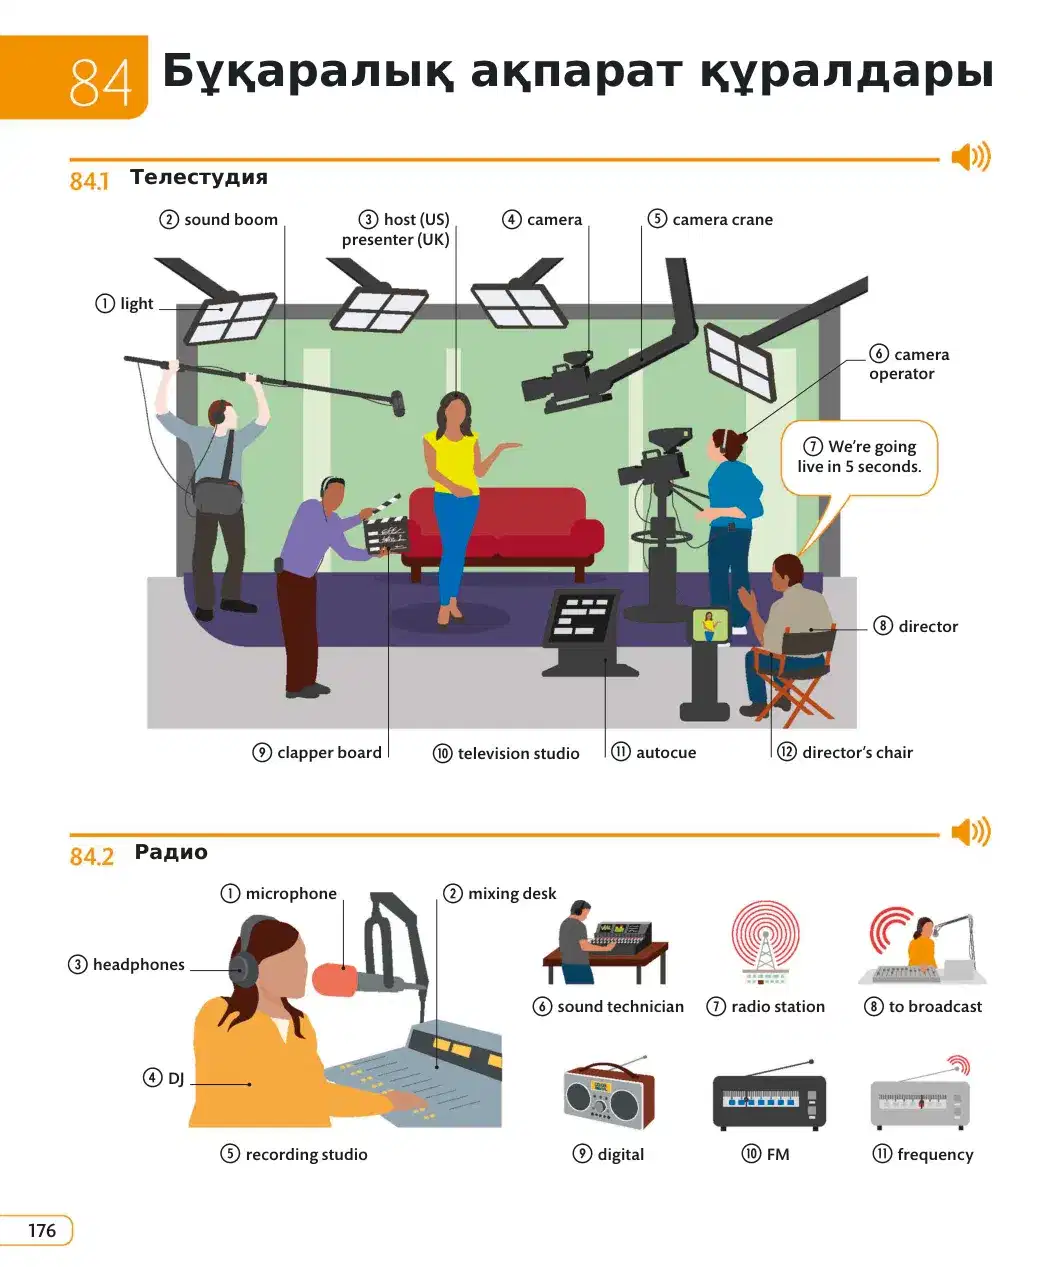 84
Бұқаралық ақпарат құралдары
84.1 Телестудия
② sound boom
③ host (US)
presenter (UK)
④ camera
⑤ camera crane
① light
⑥ camera
operator
⑦ We're going
live in 5 seconds.
⑧ director
⑨ clapper board
⑩ television studio
⑪ autocue
⑫ director's chair
84.2 Радио
① microphone
② mixing desk
③ headphones
④ DJ
⑤ recording studio
⑥ sound technician
⑦ radio station
⑧ to broadcast
⑨ digital
⑩ FM
⑪ frequency
176